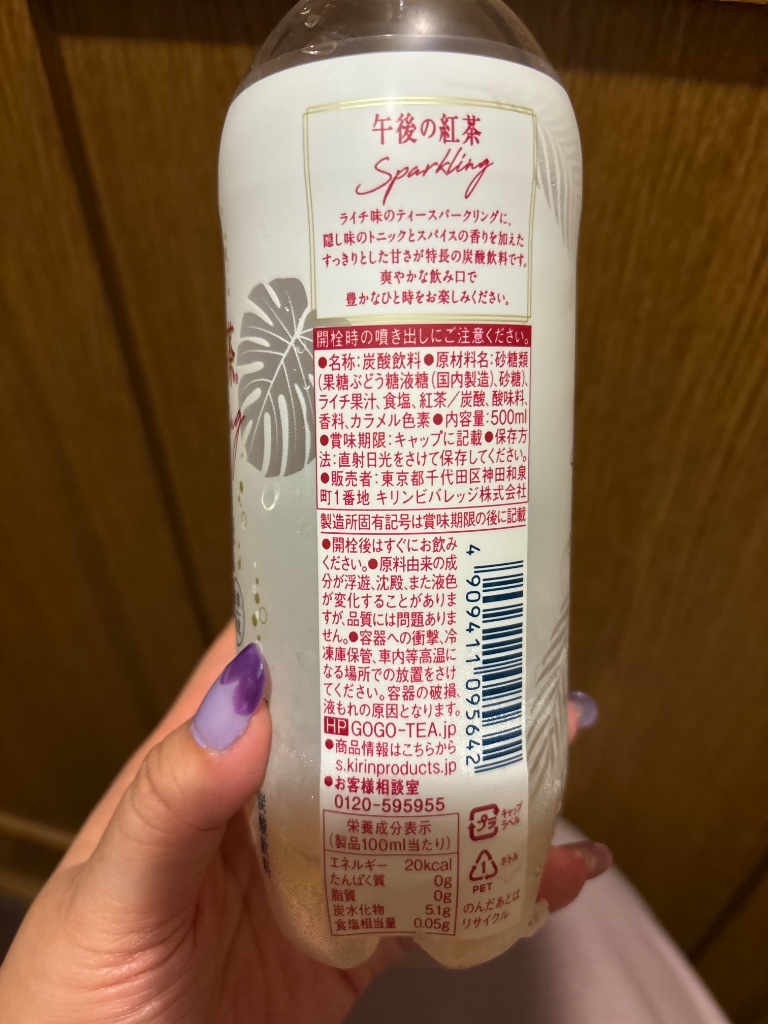 午後の紅茶
Sparkling
ライチ味のティースパークリングに、
隠し味のトニックとスパイスの香りを加えた
すっきりとした甘さが特長の炭酸飲料です。
爽やかな飲み口で
豊かなひと時をお楽しみください。
開栓時の噴き出しにご注意ください。
●名称:炭酸飲料●原材料名:砂糖類
(果糖ぶどう糖液糖(国内製造)、砂糖)、
ライチ果汁、食塩、紅茶/炭酸、酸味料、
香料、カラメル色素●内容量:500ml
●賞味期限:キャップに記載●保存方
法:直射日光をさけて保存してください。
●販売者:東京都千代田区神田和泉
町1番地 キリンビバレッジ株式会社
製造所固有記号は賞味期限の後に記載
●開栓後はすぐにお飲み
ください。●原料由来の成
分が浮遊、沈殿、また液色
が変化することがありま
すが、品質には問題ありま
せん。●容器への衝撃、冷
凍庫保管、車内等高温に
なる場所での放置をさけ
てください。容器の破損、
液もれの原因となります。
HP GOGO-TEA.jp
●商品情報はこちらから
s.kirinproducts.jp
●お客様相談室
0120-595955
4 909411 095642
栄養成分表示
(製品100ml当たり)
エネルギー 20kcal
たんぱく質 0g
脂質 0g
炭水化物 5.1g
食塩相当量 0.05g
プラ
キャップ
ラベル
1
PET
ボトル
のんだあとは
リサイクル